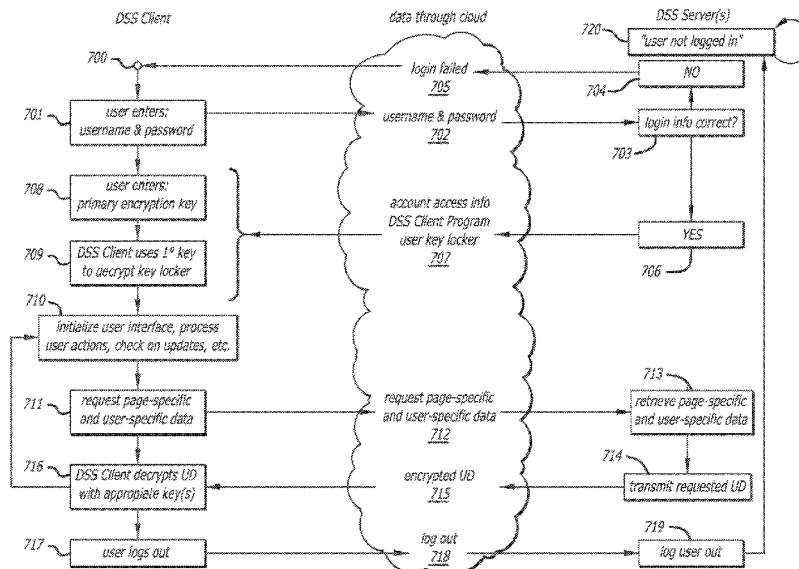 DSS Client
data through cloud
DSS Server(s)
720
"user not logged in"
700
login failed
705
NO
704
701
user enters:
username & password
username & password
702
login info correct?
703
708
user enters:
primary encryption key
account access info
DSS Client Program
user key locker
707
YES
706
709
DSS Client uses 1° key
to decrypt key locker
710
initialize user interface, process
user actions, check on updates, etc.
711
request page-specific
and user-specific data
request page-specific
and user-specific data
712
713
retrieve page-specific
and user-specific data
716
DSS Client decrypts UD
with appropiate key(s)
encrypted UD
715
714
transmit requested UD
717
user logs out
log out
718
719
log user out